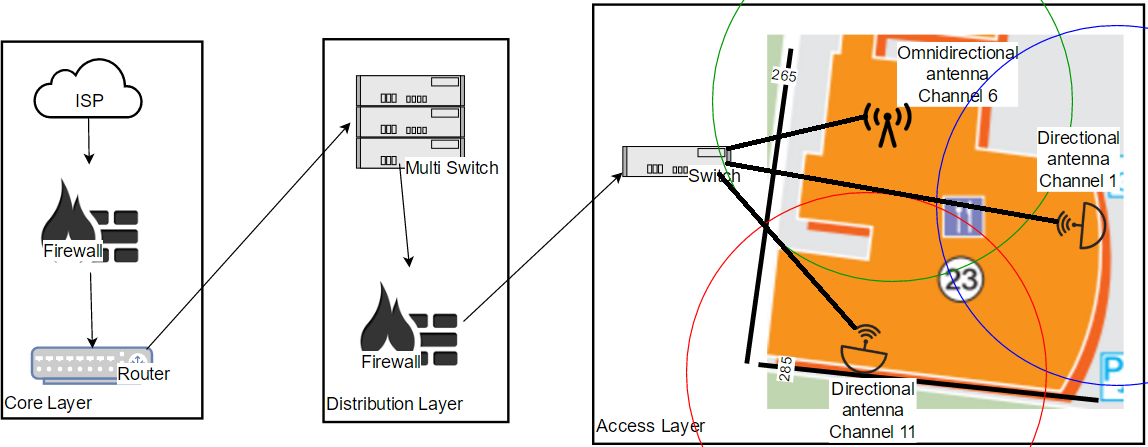 ISP
Firewall
Router
Core Layer
Multi Switch
Firewall
Distribution Layer
Switch
265
Omnidirectional
antenna
Channel 6
Directional
antenna
Channel 1
23
285
P
Directional
antenna
Channel 11
Access Layer